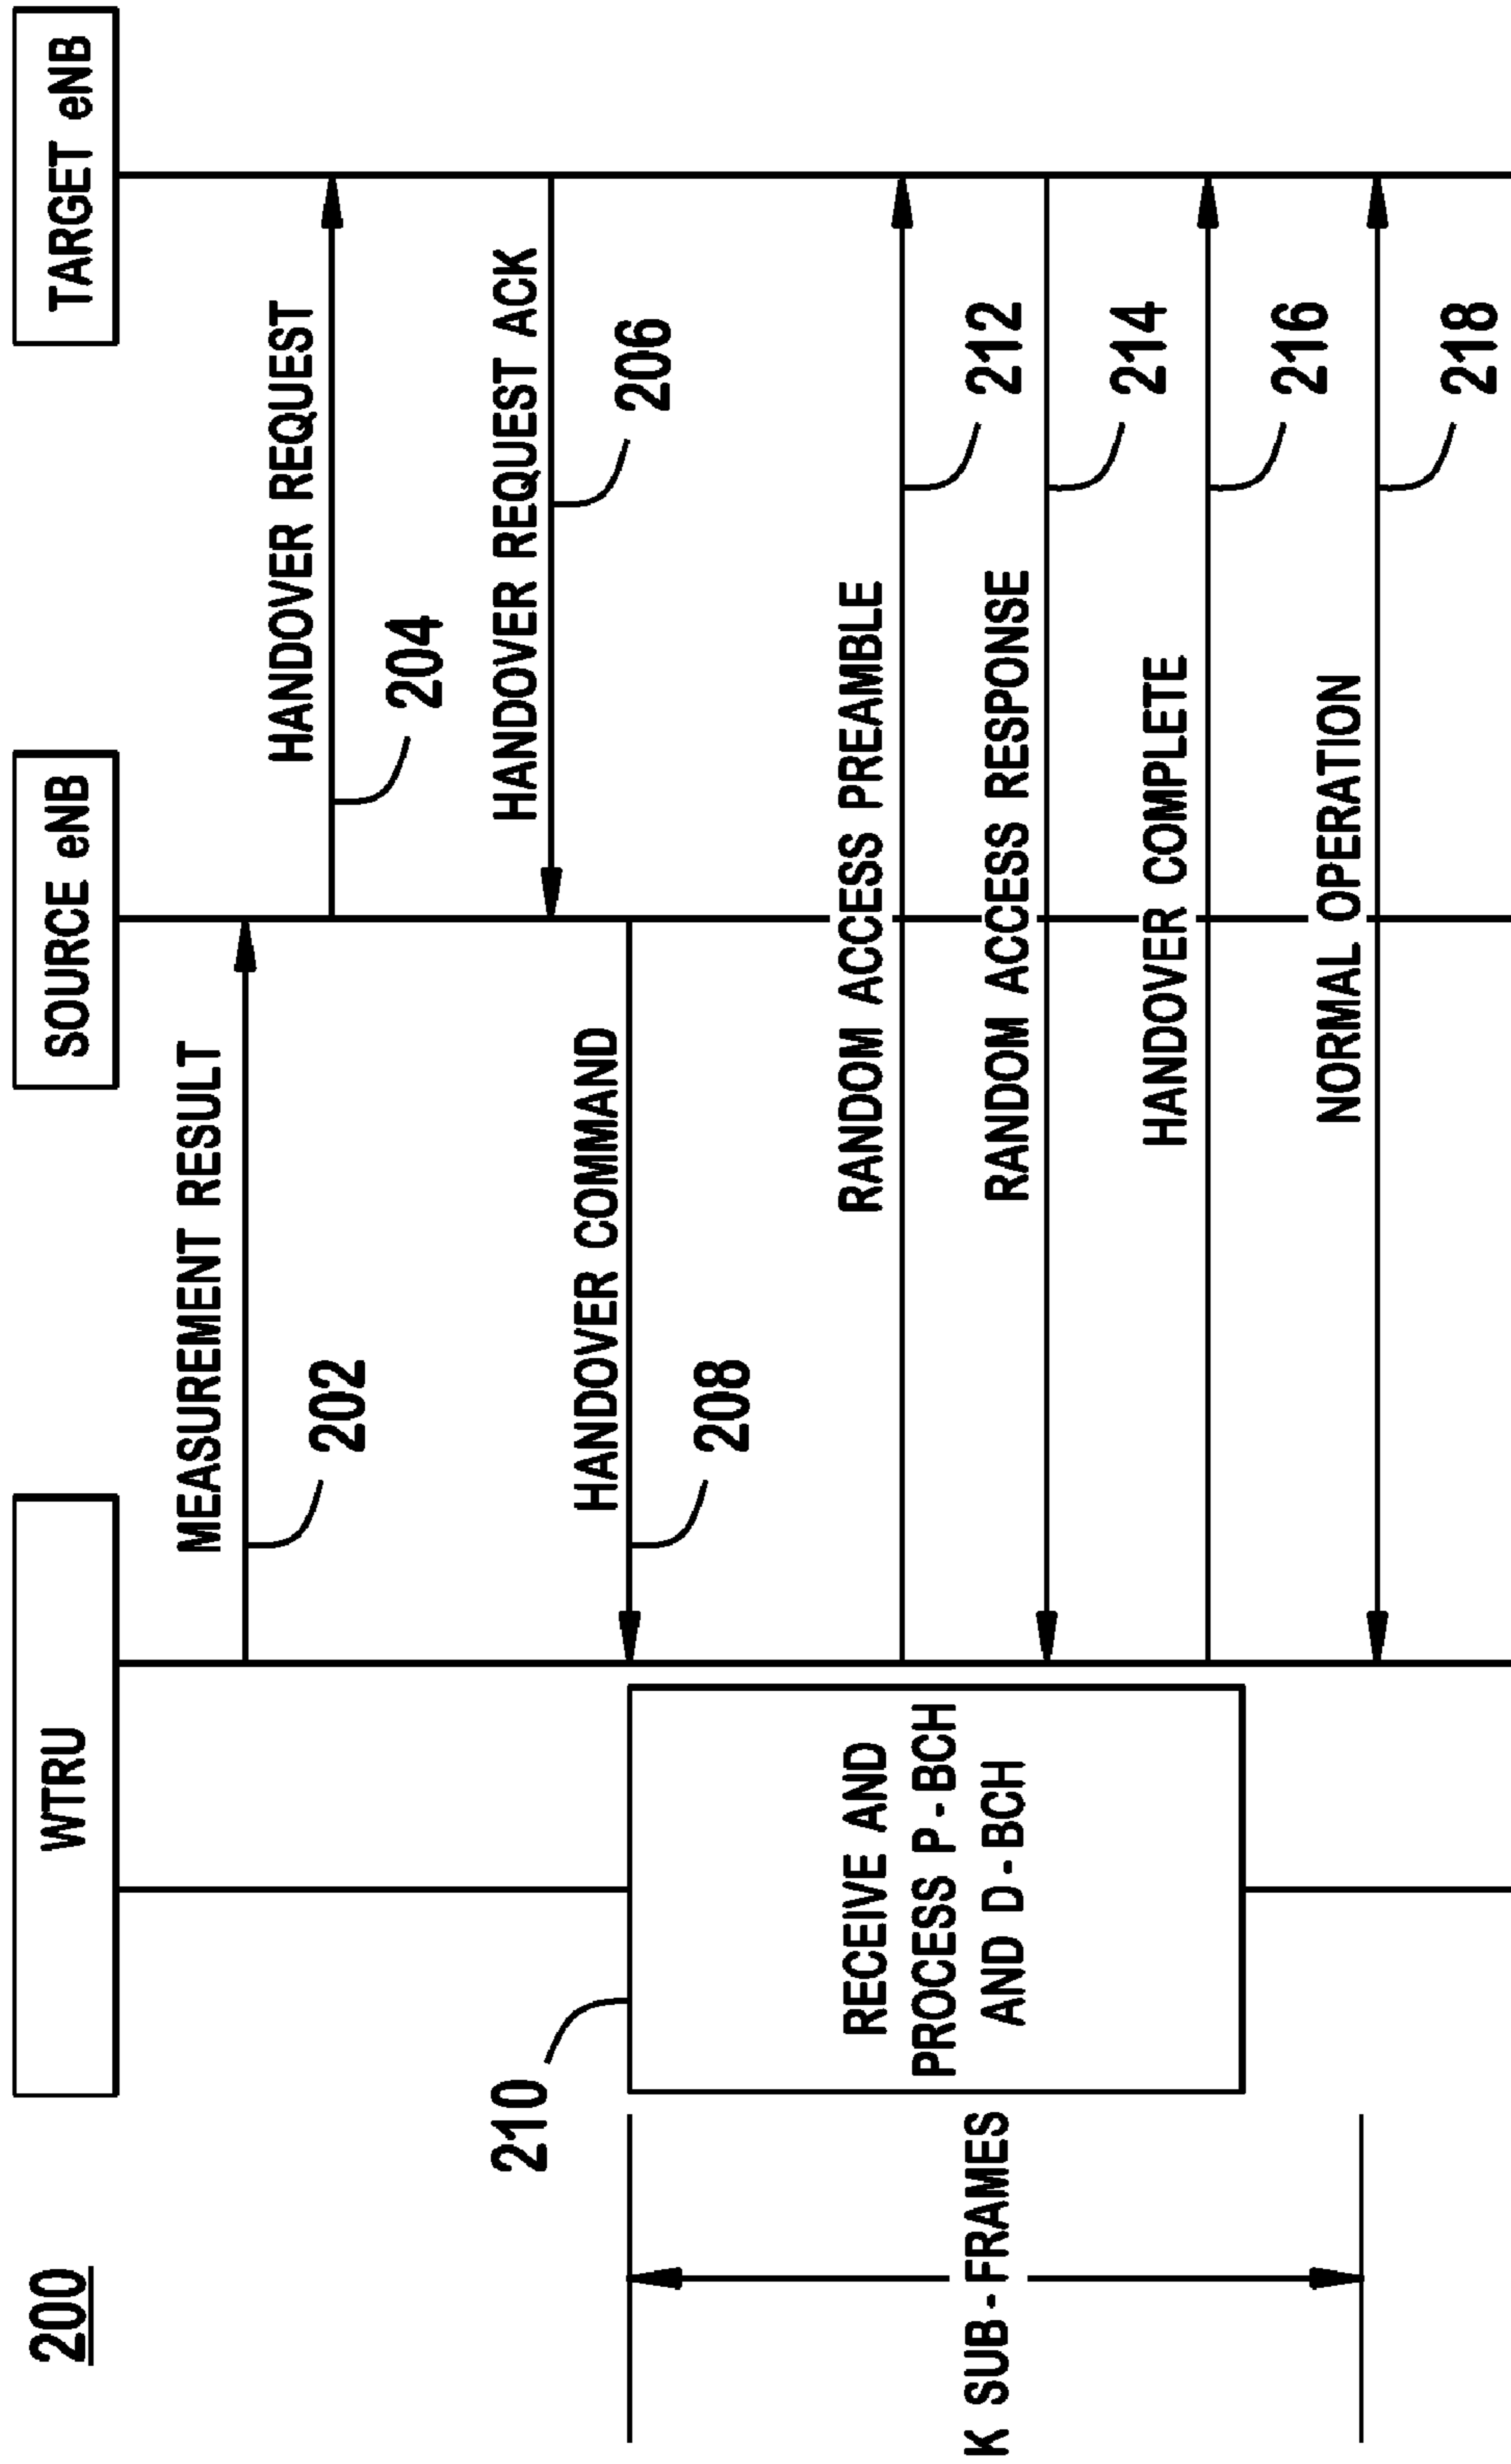 200
WTRU
SOURCE eNB
TARGET eNB
MEASUREMENT RESULT
202
HANDOVER REQUEST
204
HANDOVER REQUEST ACK
206
HANDOVER COMMAND
208
210
RECEIVE AND
PROCESS P-BCH
AND D-BCH
K SUB-FRAMES
RANDOM ACCESS PREAMBLE
212
RANDOM ACCESS RESPONSE
214
HANDOVER COMPLETE
216
NORMAL OPERATION
218